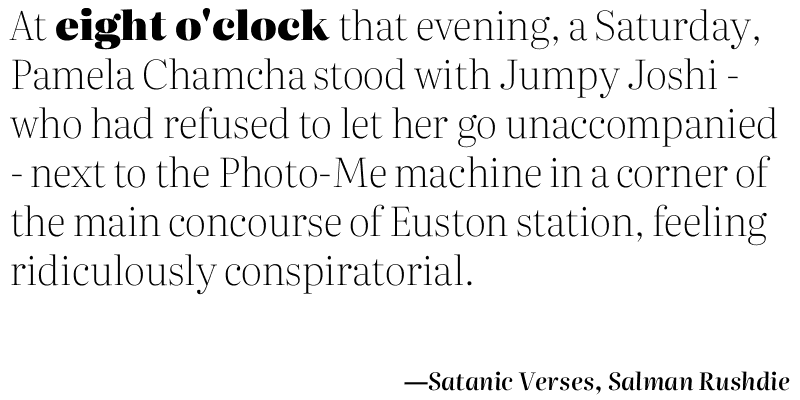 At eight o'clock that evening, a Saturday,
Pamela Chamcha stood with Jumpy Joshi -
who had refused to let her go unaccompanied
- next to the Photo-Me machine in a corner of
the main concourse of Euston station, feeling
ridiculously conspiratorial.
—Satanic Verses, Salman Rushdie